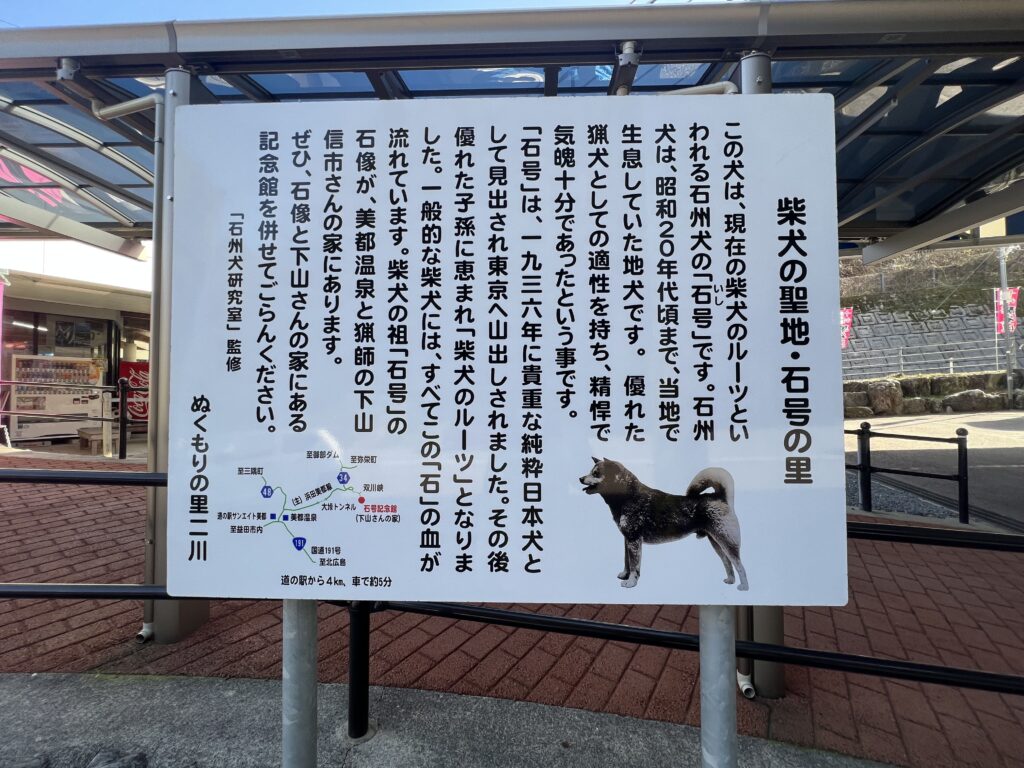 柴犬の聖地・石号の里
この犬は、現在の柴犬のルーツとい
われる石州犬の「石号」です。石州
いし
犬は、昭和20年代頃まで、当地で
生息していた地犬です。優れた
猟犬としての適性を持ち、精悍で
気魄十分であったという事です。
「石号」は、一九三六年に貴重な純粋日本犬と
して見出され東京へ山出しされました。その後
優れた子孫に恵まれ「柴犬のルーツ」となりま
した。一般的な柴犬には、すべてこの「石」の血が
流れています。柴犬の祖「石号」の
石像が、美都温泉と猟師の下山
信市さんの家にあります。
ぜひ、石像と下山さんの家にある
記念館を併せてごらんください。
「石州犬研究室」監修
ぬくもりの里二川
至御部ダム
至弥栄町
至三隅町
34
48
(主)浜田美都線
双川峡
大峠トンネル
石号記念館
(下山さんの家)
道の駅サンエイト美都
美都温泉
至益田市内
191
国道191号
至北広島
道の駅から4km、車で約5分